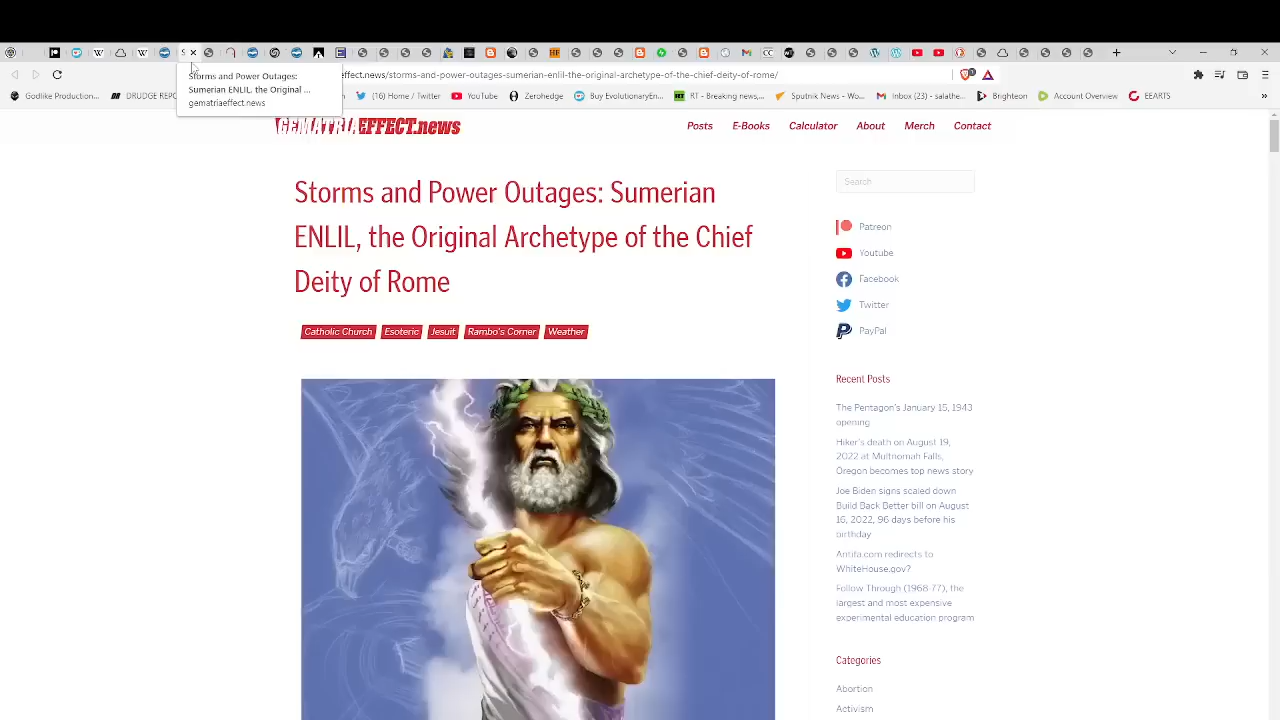 Storms and Power Outages:
Sumerian ENLIL, the Original ...
gematriaeffect.news
effect.news/storms-and-power-outages-sumerian-enlil-the-original-archetype-of-the-chief-deity-of-rome/
Godlike Production...
DRUDGE REPO
(16) Home / Twitter
Zerohedge
Buy EvolutionaryEn...
RT - Breaking news,...
Sputnik News - Wo...
Inbox (23) - salathe...
Brighteon
Account Overview
EEARTS
GEMATRIAEFFECT.news
Posts
E-Books
Calculator
About
Merch
Contact
Storms and Power Outages: Sumerian
ENLIL, the Original Archetype of the Chief
Deity of Rome
Catholic Church
Esoteric
Jesuit
Rambo's Corner
Weather
Search
Patreon
Youtube
Facebook
Twitter
PayPal
Recent Posts
The Pentagon's January 15, 1943
opening
Hiker's death on August 19,
2022 at Multnomah Falls,
Oregon becomes top news story
Joe Biden signs scaled down
Build Back Better bill on August
16, 2022, 96 days before his
birthday
Antifa.com redirects to
WhiteHouse.gov?
Follow Through (1968-77), the
largest and most expensive
experimental education program
Categories
Abortion
Activism